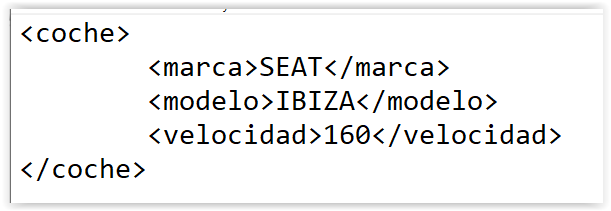 <coche>
<marca>SEAT</marca>
<modelo>IBIZA</modelo>
<velocidad>160</velocidad>
</coche>